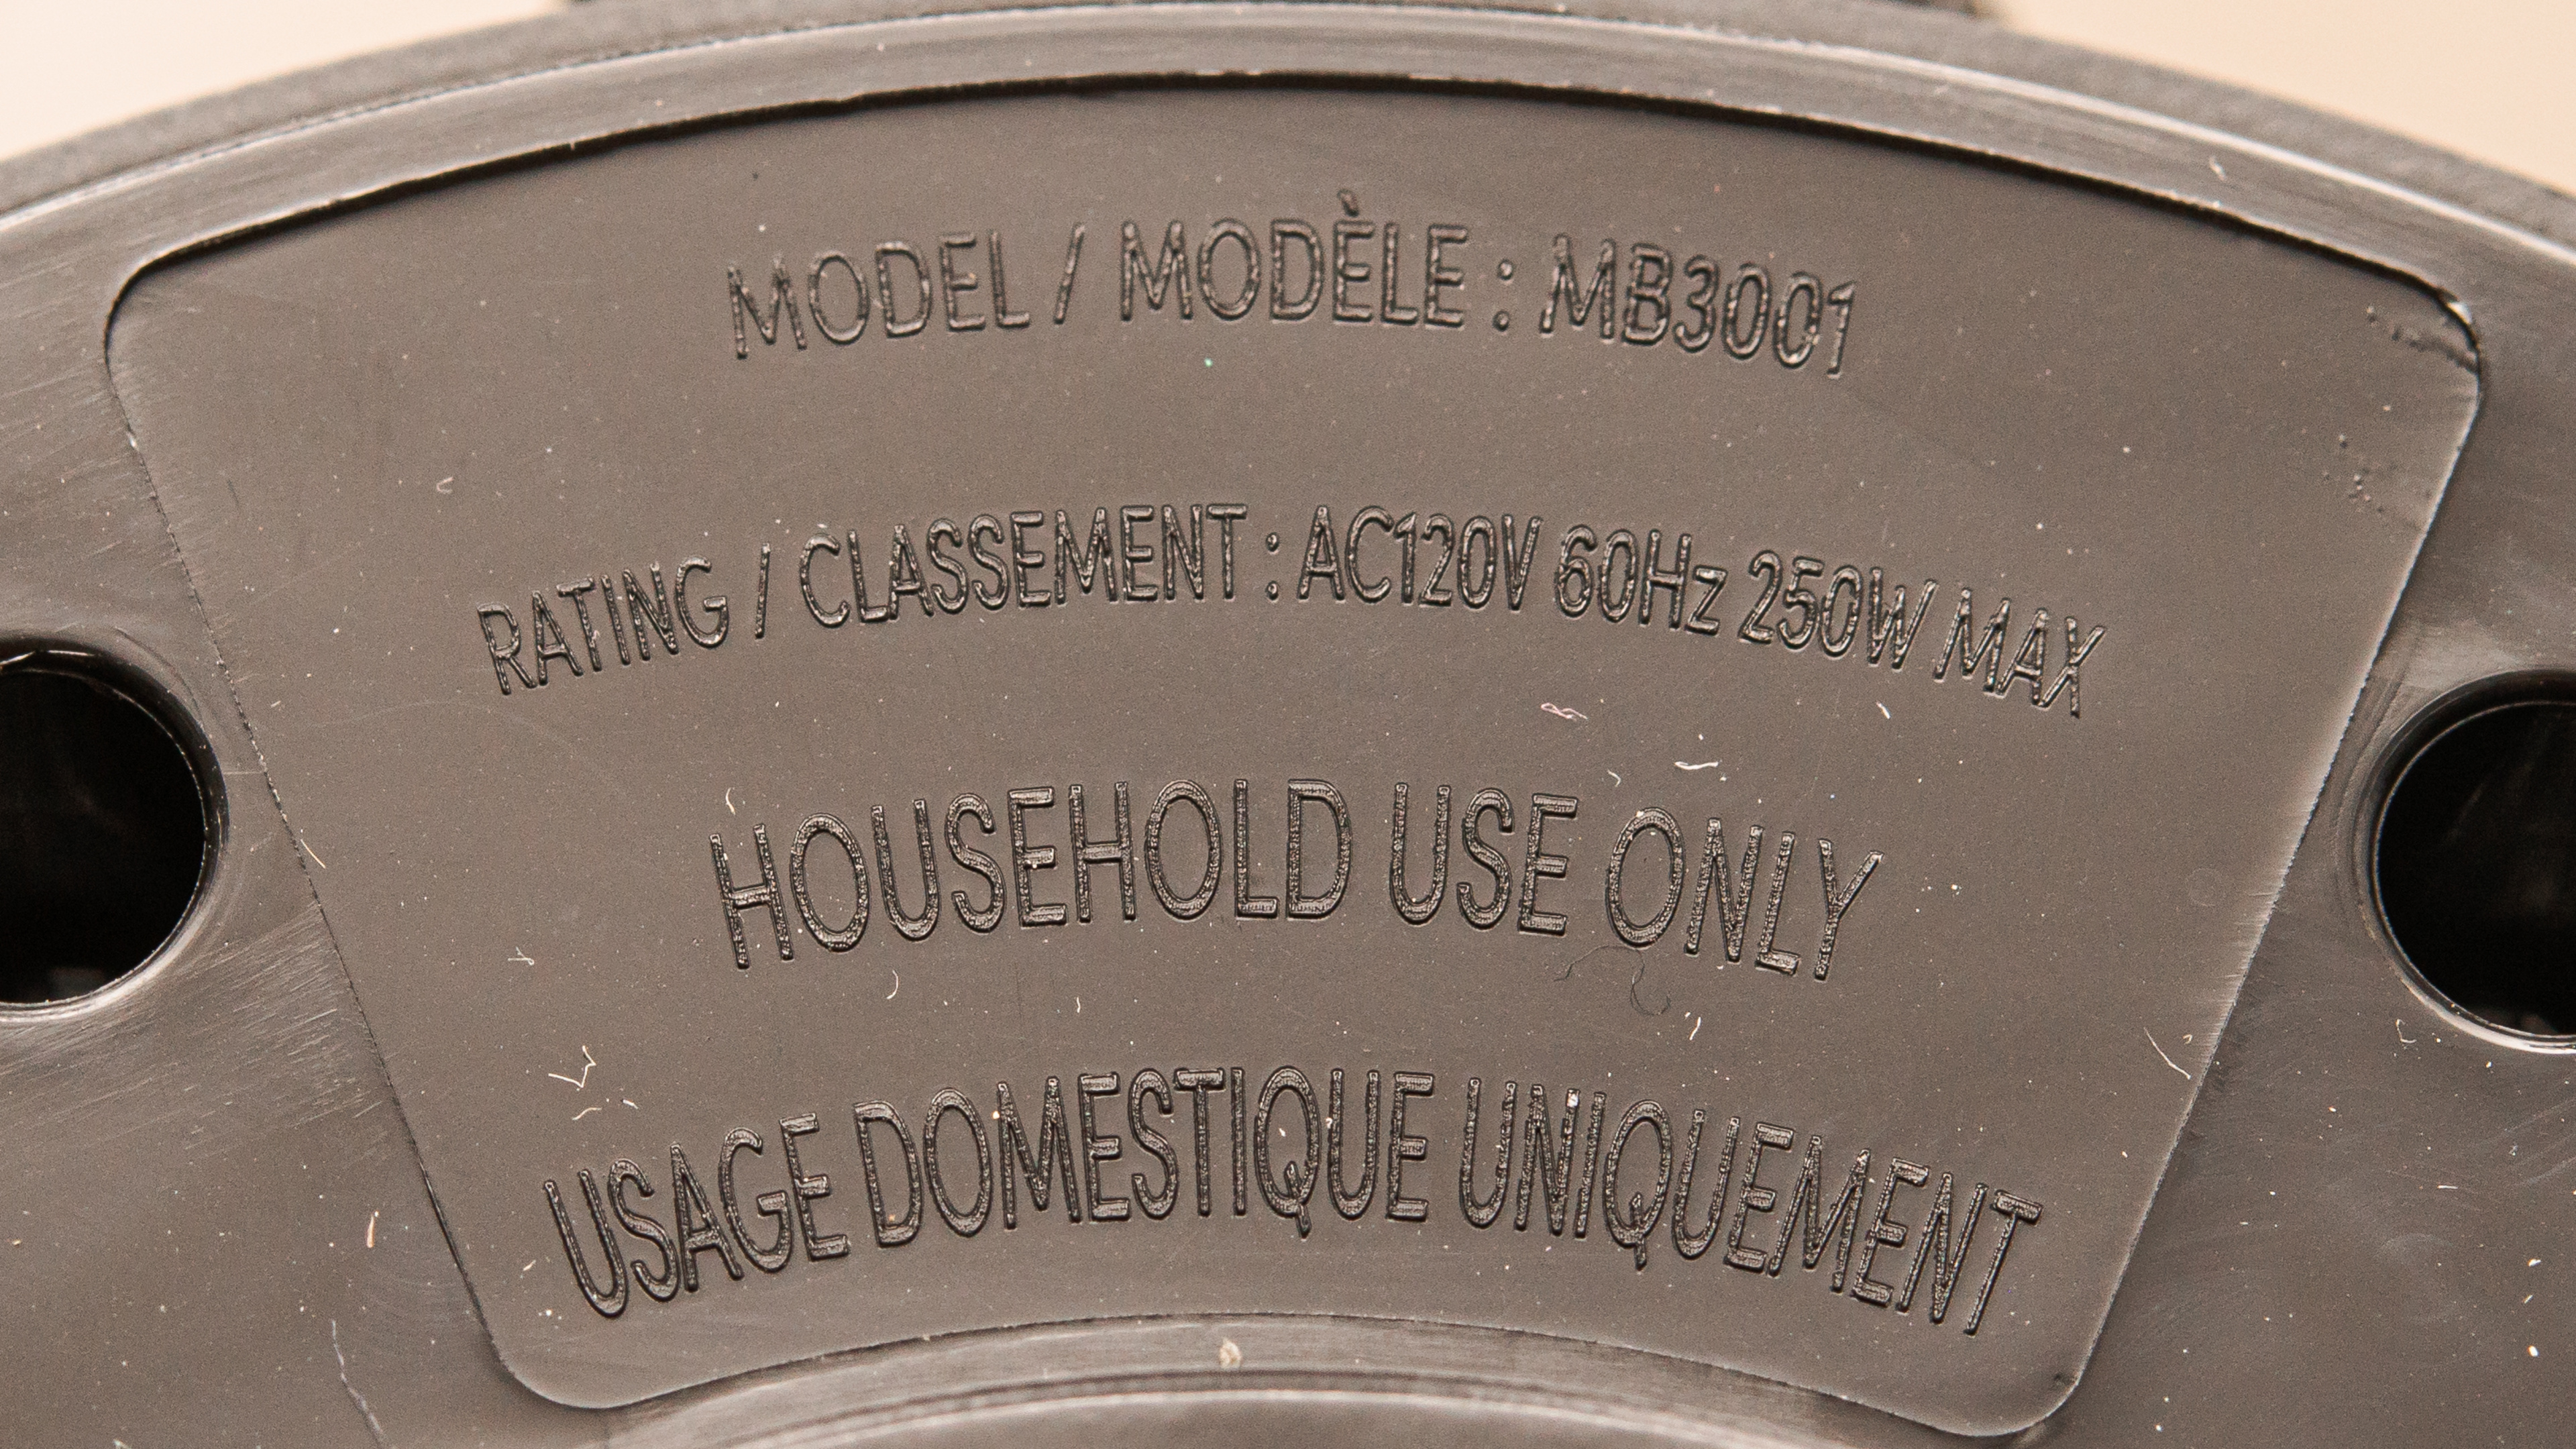 MODEL / MODÈLE : MB3001
RATING / CLASSEMENT : AC120V 60Hz 250W MAX
HOUSEHOLD USE ONLY
USAGE DOMESTIQUE UNIQUEMENT